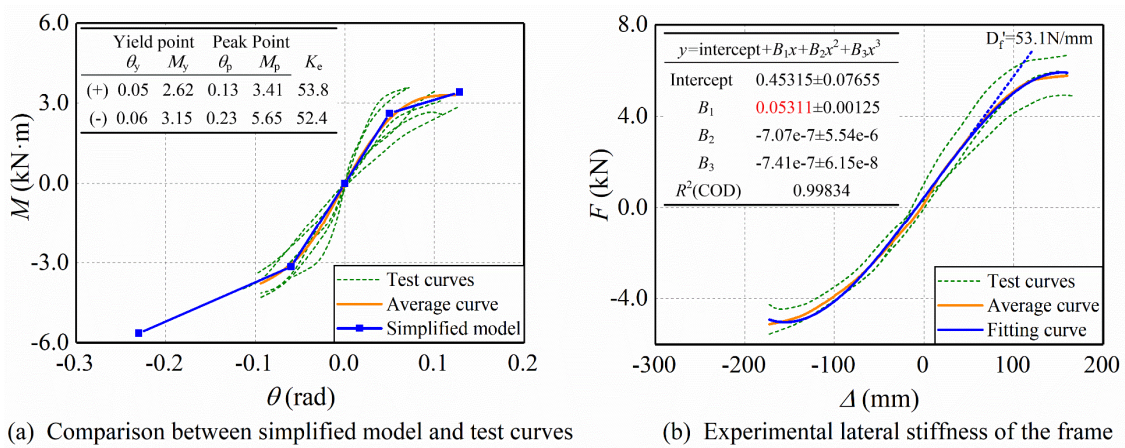 6.0
3.0
0.0
-3.0
-6.0
M (kN·m)
Yield point Peak Point
θy My θp Mp Ke
(+) 0.05 2.62 0.13 3.41 53.8
(-) 0.06 3.15 0.23 5.65 52.4
Test curves
Average curve
Simplified model
-0.3 -0.2 -0.1 0.0 0.1 0.2
θ (rad)
(a) Comparison between simplified model and test curves
8.0
4.0
0.0
-4.0
F (kN)
y=intercept+B1x+B2x²+B3x³
Intercept 0.45315±0.07655
B1 0.05311±0.00125
B2 -7.07e-7±5.54e-6
B3 -7.41e-7±6.15e-8
R²(COD) 0.99834
Df'=53.1N/mm
Test curves
Average curve
Fitting curve
-300 -200 -100 0 100 200
Δ (mm)
(b) Experimental lateral stiffness of the frame